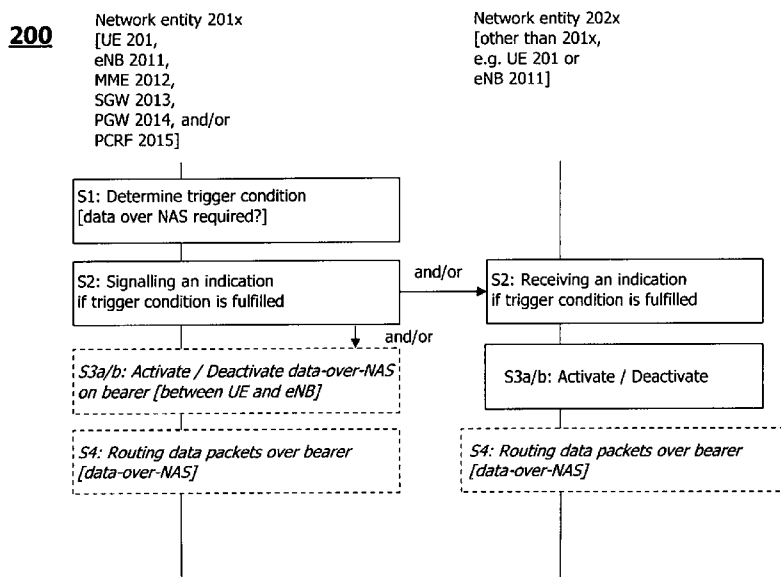 200
Network entity 201x
[UE 201,
eNB 2011,
MME 2012,
SGW 2013,
PGW 2014, and/or
PCRF 2015]
Network entity 202x
[other than 201x,
e.g. UE 201 or
eNB 2011]
S1: Determine trigger condition
[data over NAS required?]
S2: Signalling an indication
if trigger condition is fulfilled
and/or
S2: Receiving an indication
if trigger condition is fulfilled
and/or
S3a/b: Activate / Deactivate data-over-NAS
on bearer [between UE and eNB]
S3a/b: Activate / Deactivate
S4: Routing data packets over bearer
[data-over-NAS]
S4: Routing data packets over bearer
[data-over-NAS]